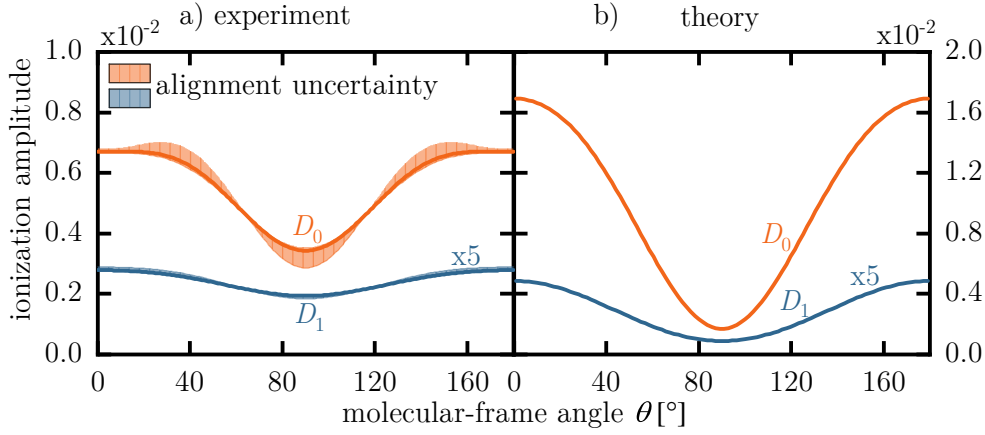 a) experiment
b) theory
x10-2
x10-2
1.0
0.8
0.6
0.4
0.2
0.0
ionization amplitude
alignment uncertainty
D0
x5
D1
D0
x5
2.0
1.6
1.2
0.8
0.4
0.0
D1
0 40 80 120 160
0 40 80 120 160
molecular-frame angle θ[°]